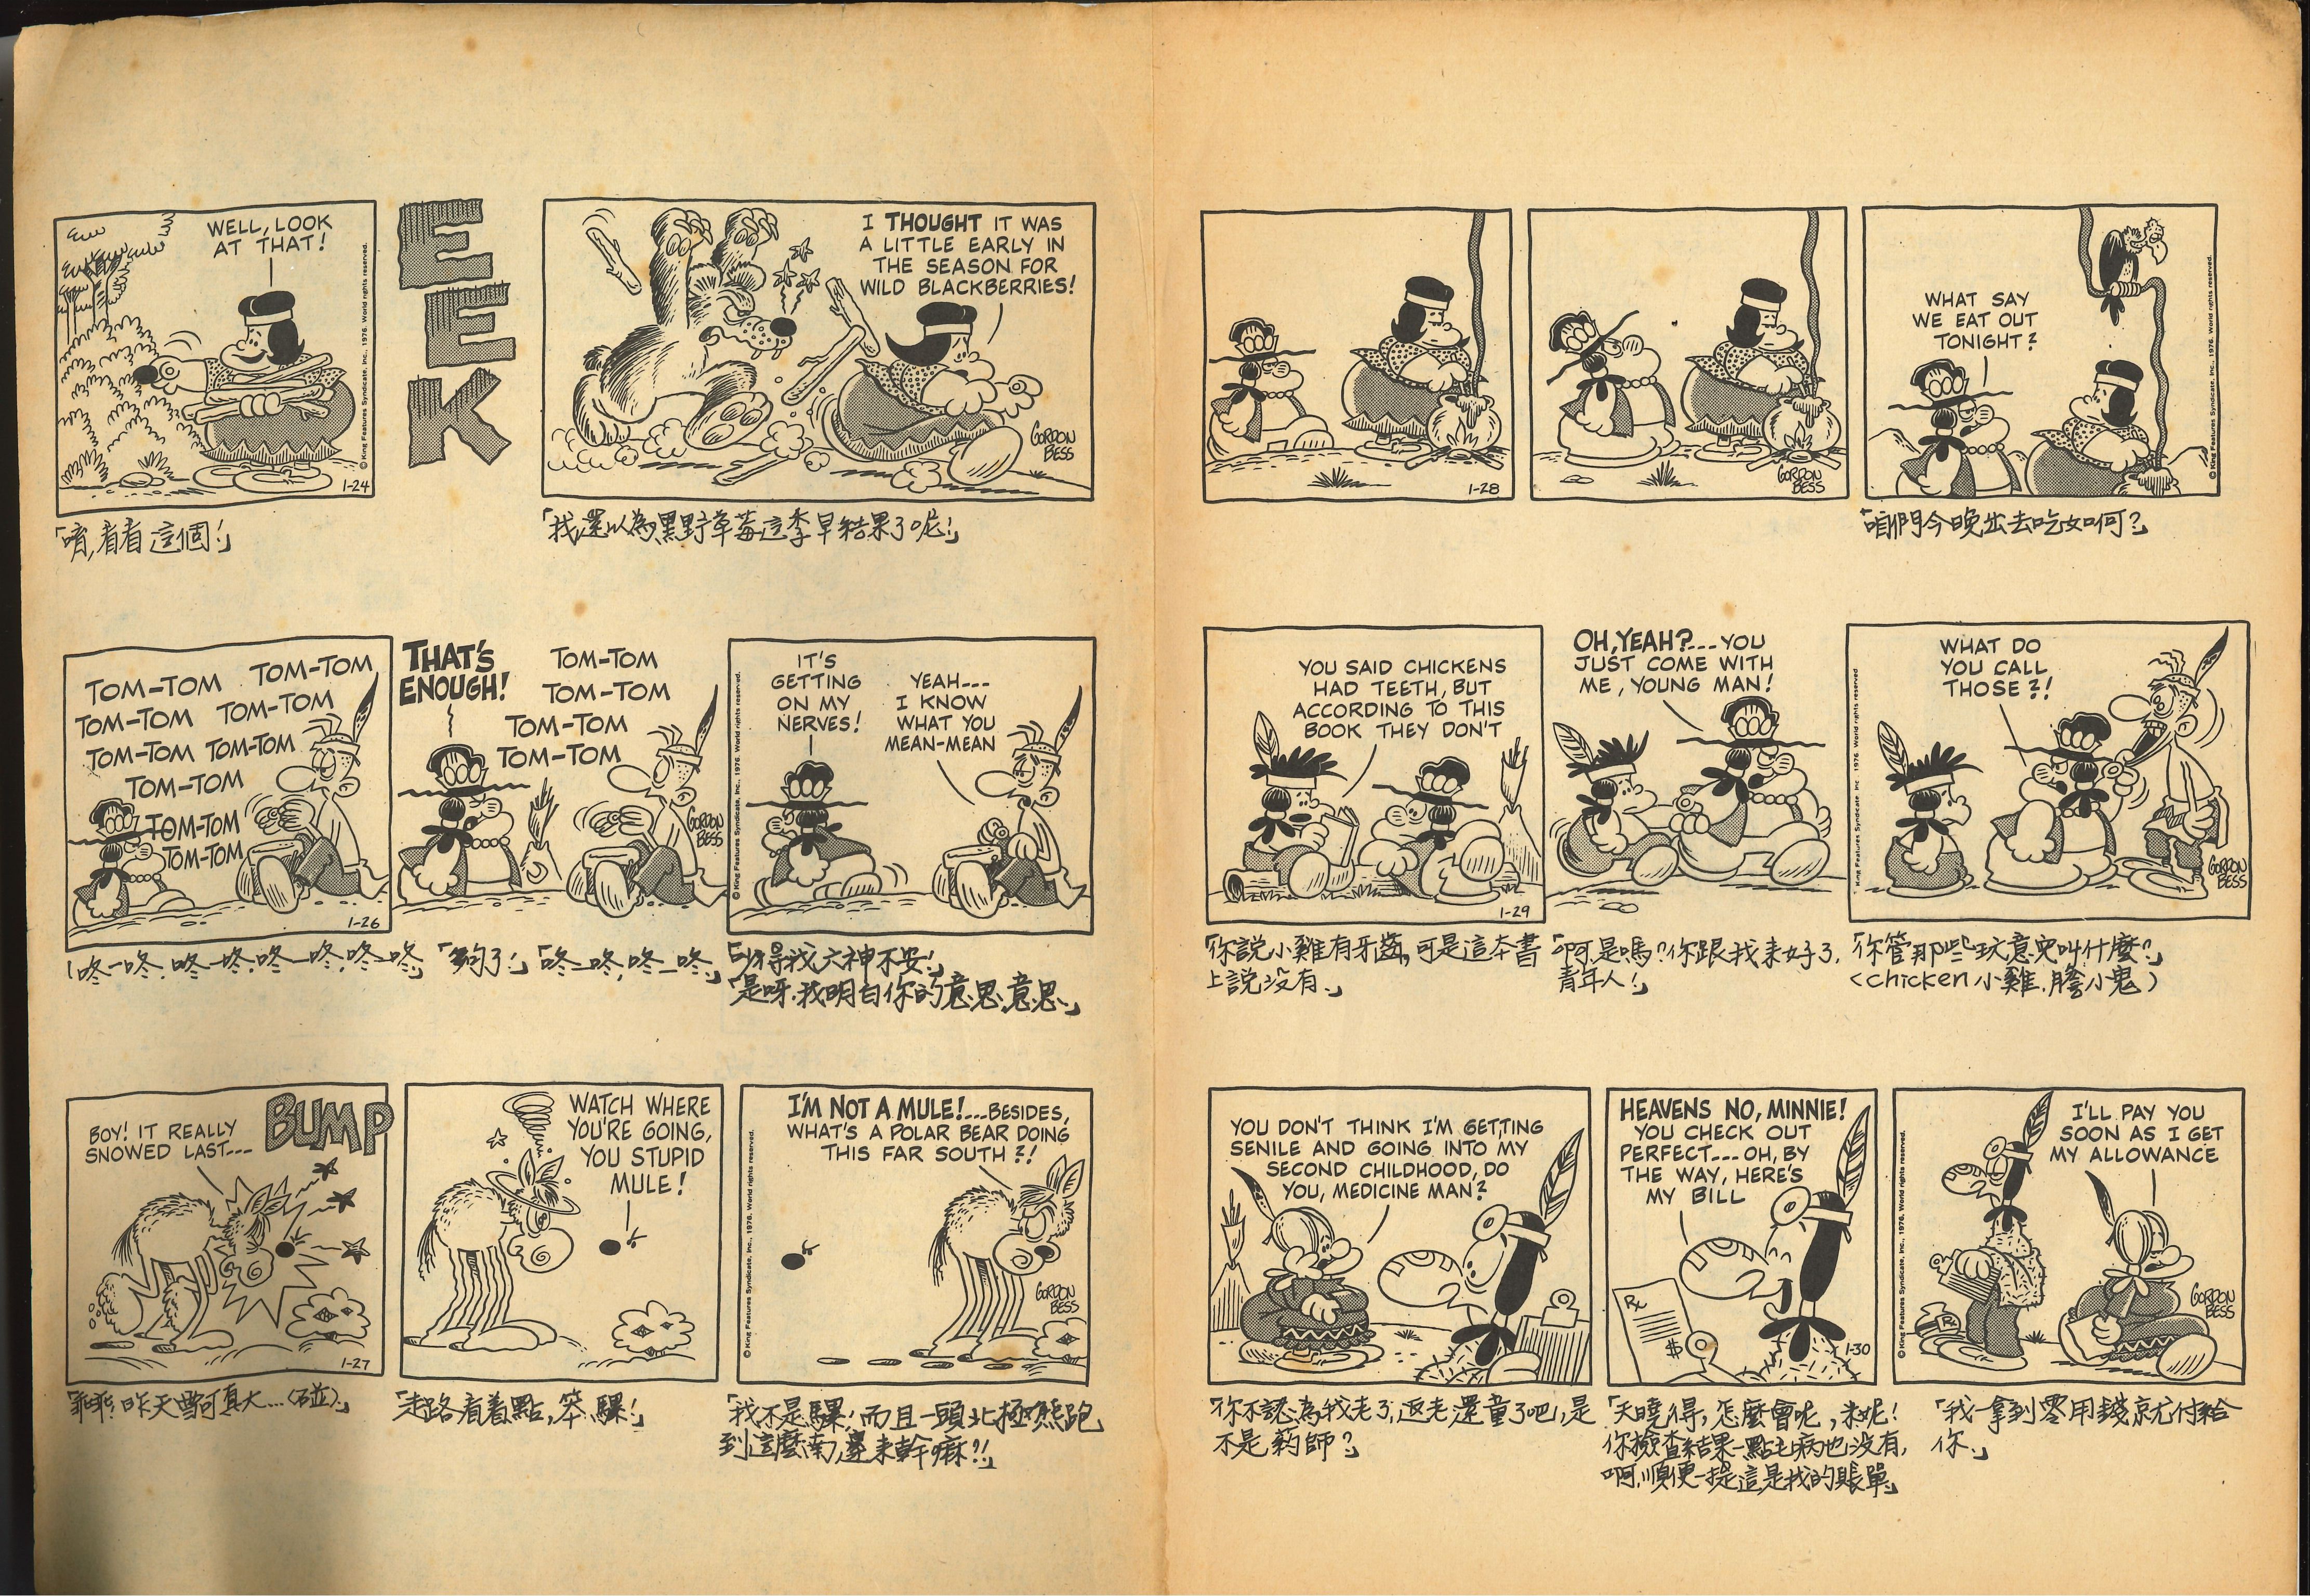 WELL, LOOK
AT THAT!
© King Features Syndicate, Inc., 1976. World rights reserved.
1-24
EEK
I THOUGHT IT WAS
A LITTLE EARLY IN
THE SEASON FOR
WILD BLACKBERRIES!
GORDON
BESS
「唷,看看這個!」
「我還以為黑野草莓這季早結果了呢!」
TOM-TOM TOM-TOM
TOM-TOM TOM-TOM
TOM-TOM TOM-TOM
TOM-TOM
TOM-TOM
TOM-TOM
1-26
THAT'S
ENOUGH!
TOM-TOM
TOM-TOM
TOM-TOM
TOM-TOM
GORDON
BESS
© King Features Syndicate, Inc., 1976. World rights reserved.
IT'S
GETTING
ON MY
NERVES!
YEAH---
I KNOW
WHAT YOU
MEAN-MEAN
「咚-咚,咚-咚,咚-咚,咚-咚」
「夠了!」「咚-咚,咚-咚」
「吵得我六神不安!」
「是呀,我明白你的意思,意思」
BOY! IT REALLY
SNOWED LAST---
BUMP
1-27
WATCH WHERE
YOU'RE GOING,
YOU STUPID
MULE!
© King Features Syndicate, Inc., 1976. World rights reserved.
I'M NOT A MULE!---BESIDES,
WHAT'S A POLAR BEAR DOING
THIS FAR SOUTH?!
GORDON
BESS
「乖乖!昨天雪可真大...(碰)」
「走路看着點,笨騾!」
「我不是騾!而且一頭北極熊跑
到這麼南邊來幹嘛?!」
1-28
GORDON
BESS
WHAT SAY
WE EAT OUT
TONIGHT?
© King Features Syndicate, Inc., 1976. World rights reserved.
「咱們今晚出去吃如何?」
YOU SAID CHICKENS
HAD TEETH, BUT
ACCORDING TO THIS
BOOK THEY DON'T
1-29
OH, YEAH?---YOU
JUST COME WITH
ME, YOUNG MAN!
King Features Syndicate, Inc., 1976. World rights reserved
WHAT DO
YOU CALL
THOSE?!
GORDON
BESS
「你說小雞有牙齒,可是這本書
上說没有」
「啊,是嗎?你跟我来好了,
青年人!」
「你管那些玩意兒叫什麼?」
(chicken小雞,膽小鬼)
YOU DON'T THINK I'M GETTING
SENILE AND GOING INTO MY
SECOND CHILDHOOD, DO
YOU, MEDICINE MAN?
HEAVENS NO, MINNIE!
YOU CHECK OUT
PERFECT---OH, BY
THE WAY, HERE'S
MY BILL
Rx
$
1-30
© King Features Syndicate, Inc., 1976. World rights reserved.
I'LL PAY YOU
SOON AS I GET
MY ALLOWANCE
Rx
GORDON
BESS
「你不認為我老了,返老還童了吧,是
不是葯師?」
「天曉得,怎麼會呢,米妮!
你檢查結果一點毛病也没有,
啊,順便一提這是我的賬單」
「我一拿到零用錢就付給
你」